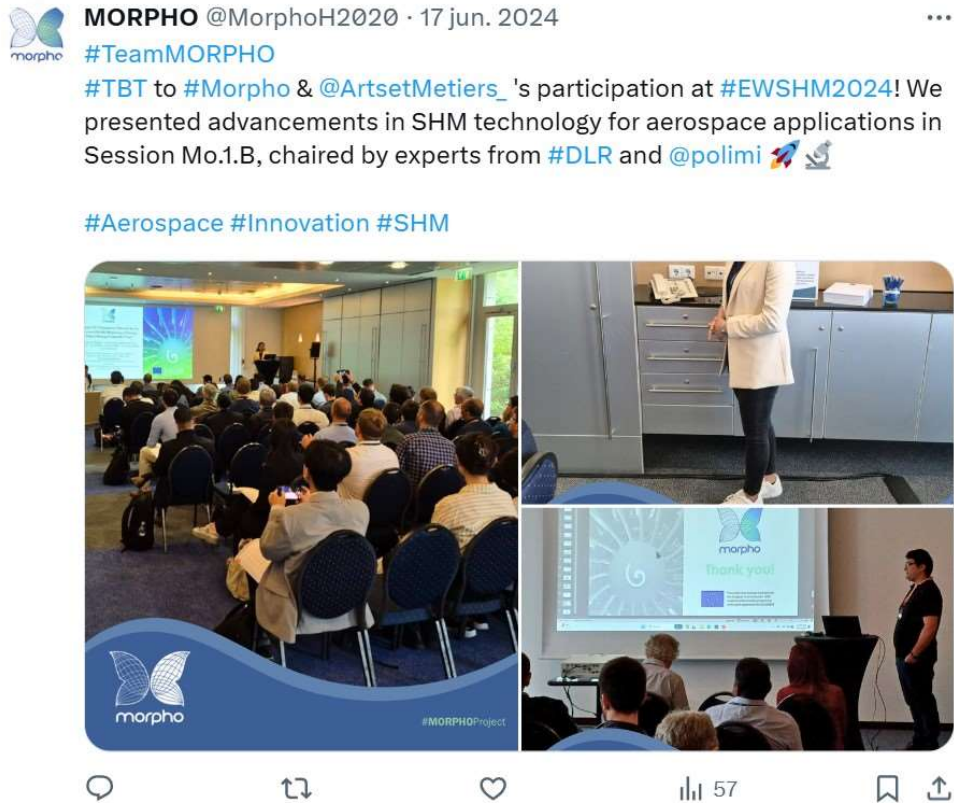 MORPHO @MorphoH2020 · 17 jun. 2024
morpho
#TeamMORPHO
#TBT to #Morpho & @ArtsetMetiers_ 's participation at #EWSHM2024! We
presented advancements in SHM technology for aerospace applications in
Session Mo.1.B, chaired by experts from #DLR and @polimi
#Aerospace #Innovation #SHM
morpho
Thank you!
morpho
#MORPHOProject
57